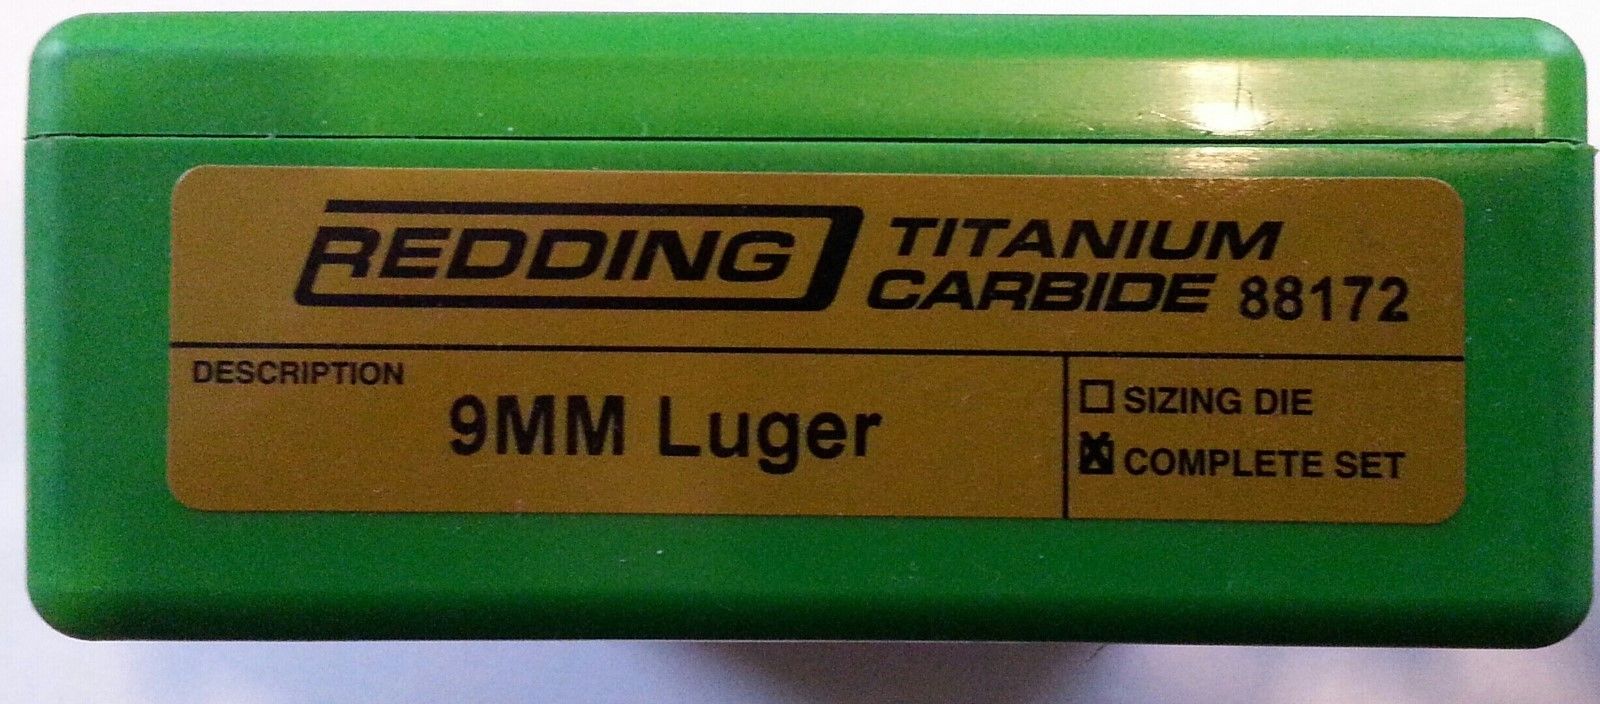 REDDING TITANIUM
CARBIDE 88172
DESCRIPTION
9MM Luger
SIZING DIE
X COMPLETE SET